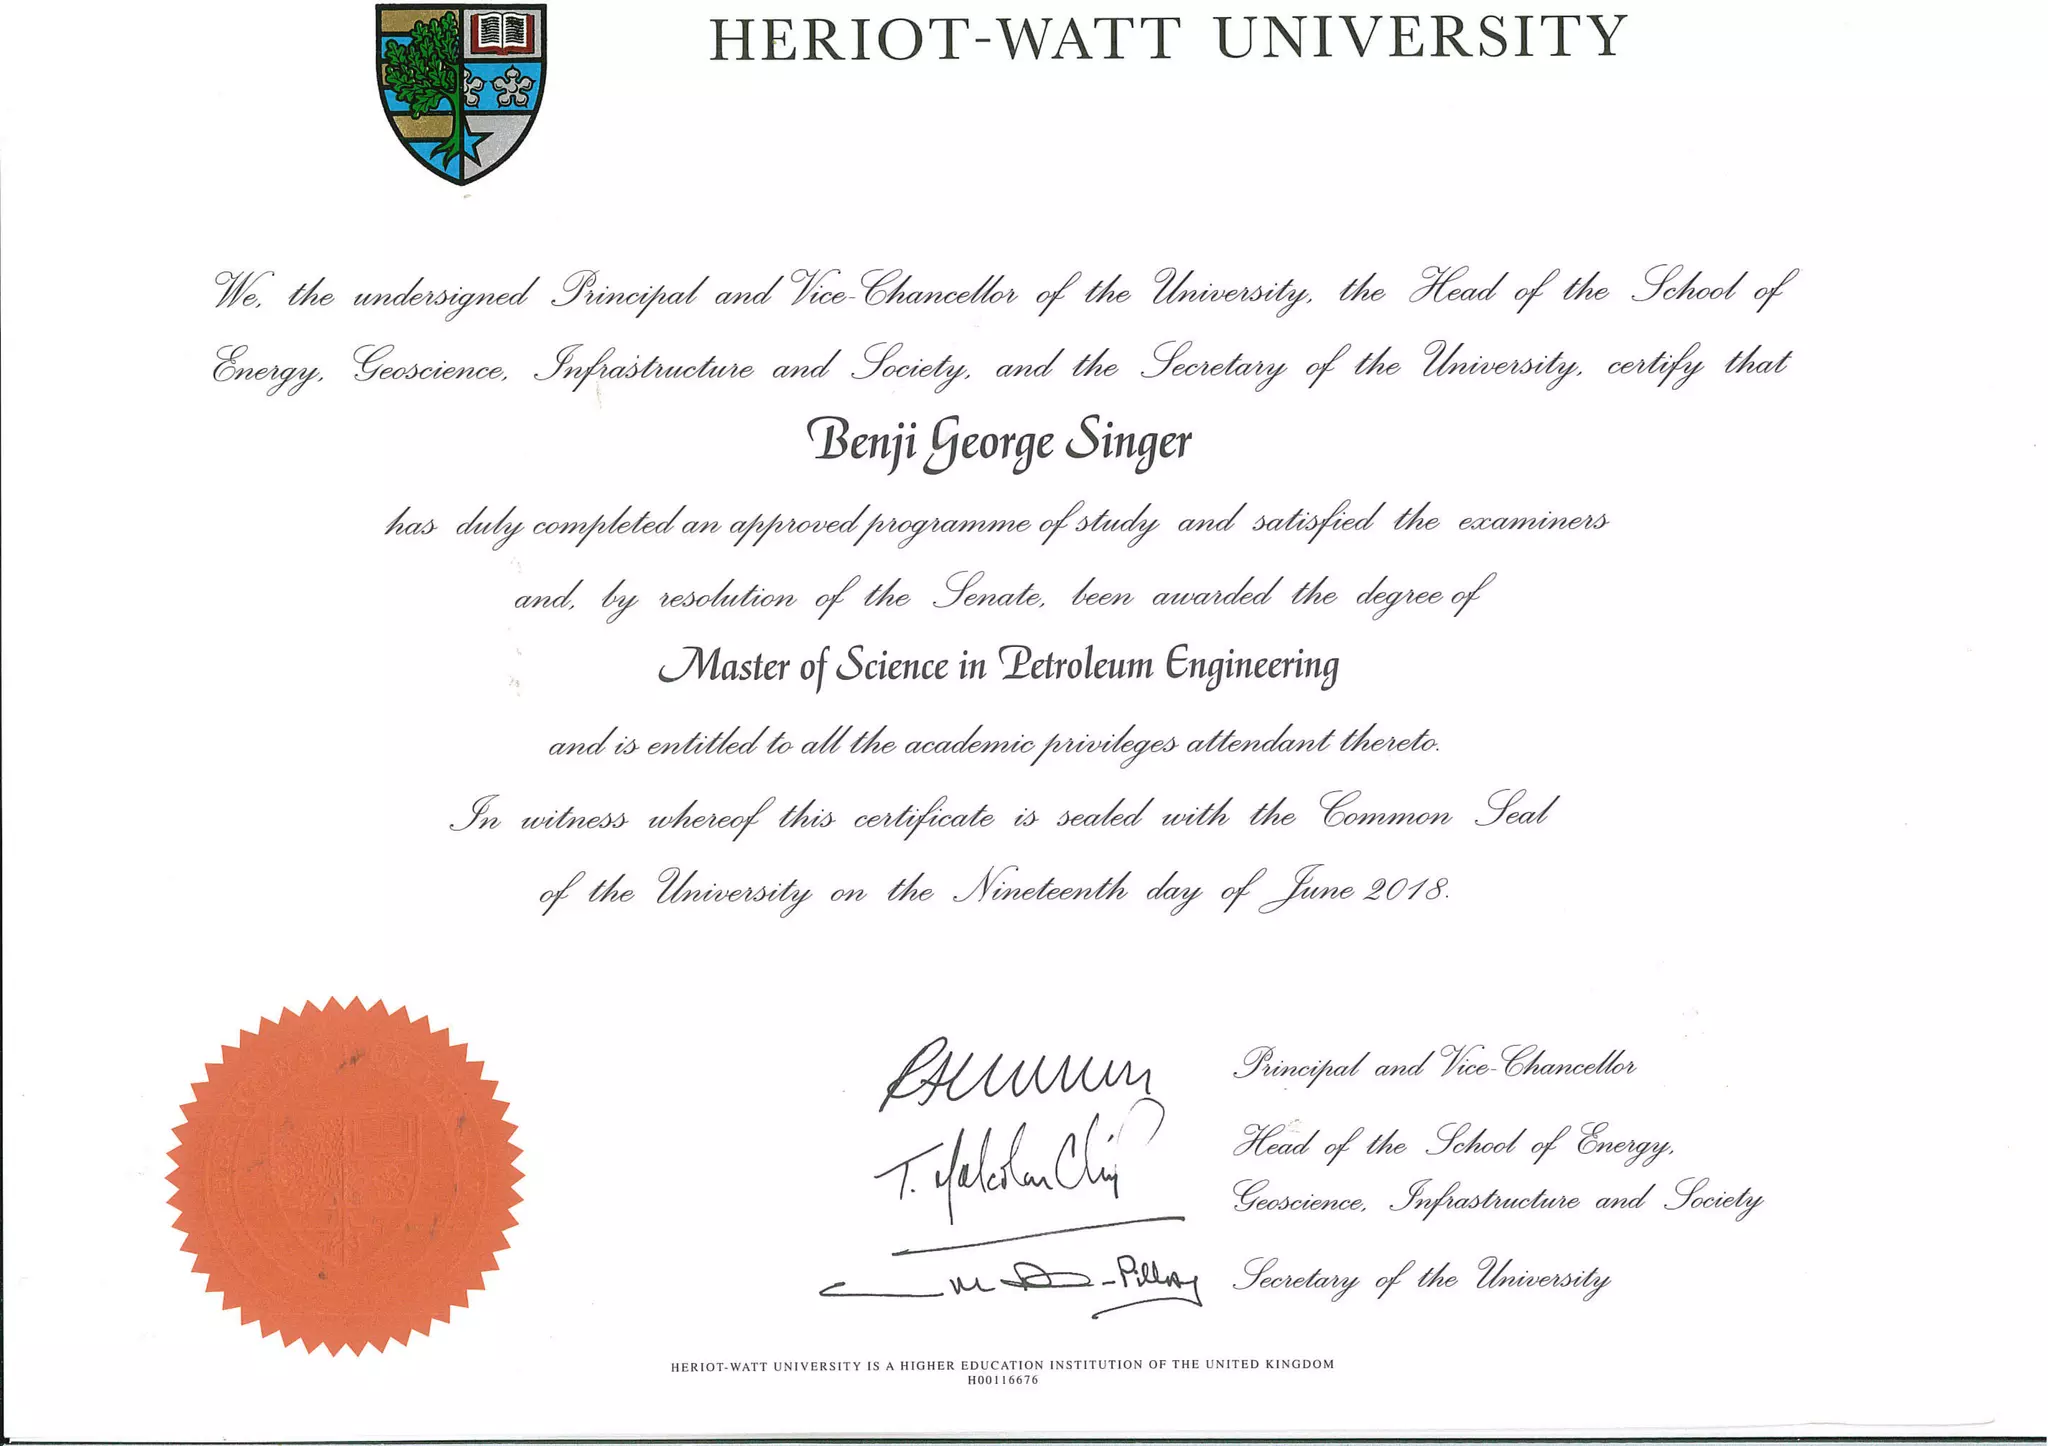 HERIOT-WATT UNIVERSITY
We, the undersigned Principal and Vice-Chancellor of the University, the Head of the School of
Energy, Geoscience, Infrastructure and Society, and the Secretary of the University, certify that
Benji George Singer
has duly completed an approved programme of study and satisfied the examiners
and, by resolution of the Senate, been awarded the degree of
Master of Science in Petroleum Engineering
and is entitled to all the academic privileges attendant thereto.
In witness whereof this certificate is sealed with the Common Seal
of the University on the Nineteenth day of June 2018.
Principal and Vice-Chancellor
T. Malcolm
Head of the School of Energy,
Geoscience, Infrastructure and Society
Secretary of the University
HERIOT-WATT UNIVERSITY IS A HIGHER EDUCATION INSTITUTION OF THE UNITED KINGDOM
H00116676